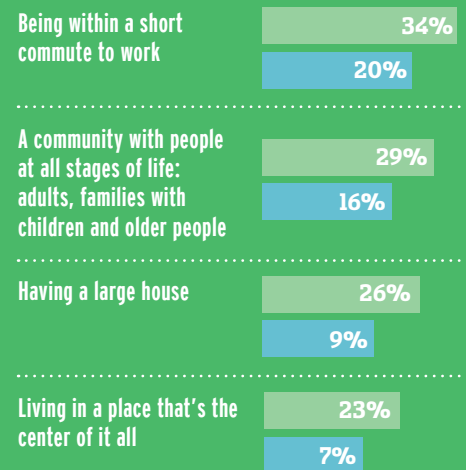 Being within a short
commute to work
34%
20%
A community with people
at all stages of life:
adults, families with
children and older people
29%
16%
Having a large house
26%
9%
Living in a place that's the
center of it all
23%
7%